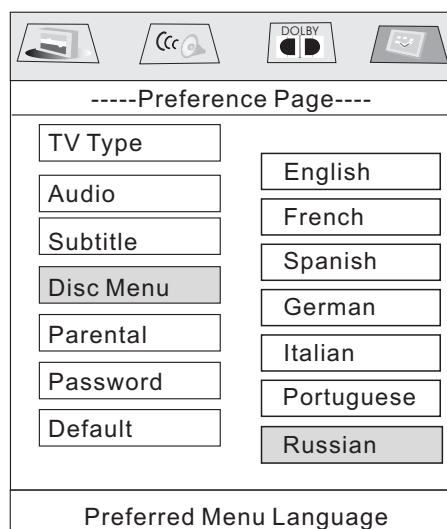 DOLBY
-----Preference Page----
TV Type
Audio
Subtitle
Disc Menu
Parental
Password
Default
English
French
Spanish
German
Italian
Portuguese
Russian
Preferred Menu Language